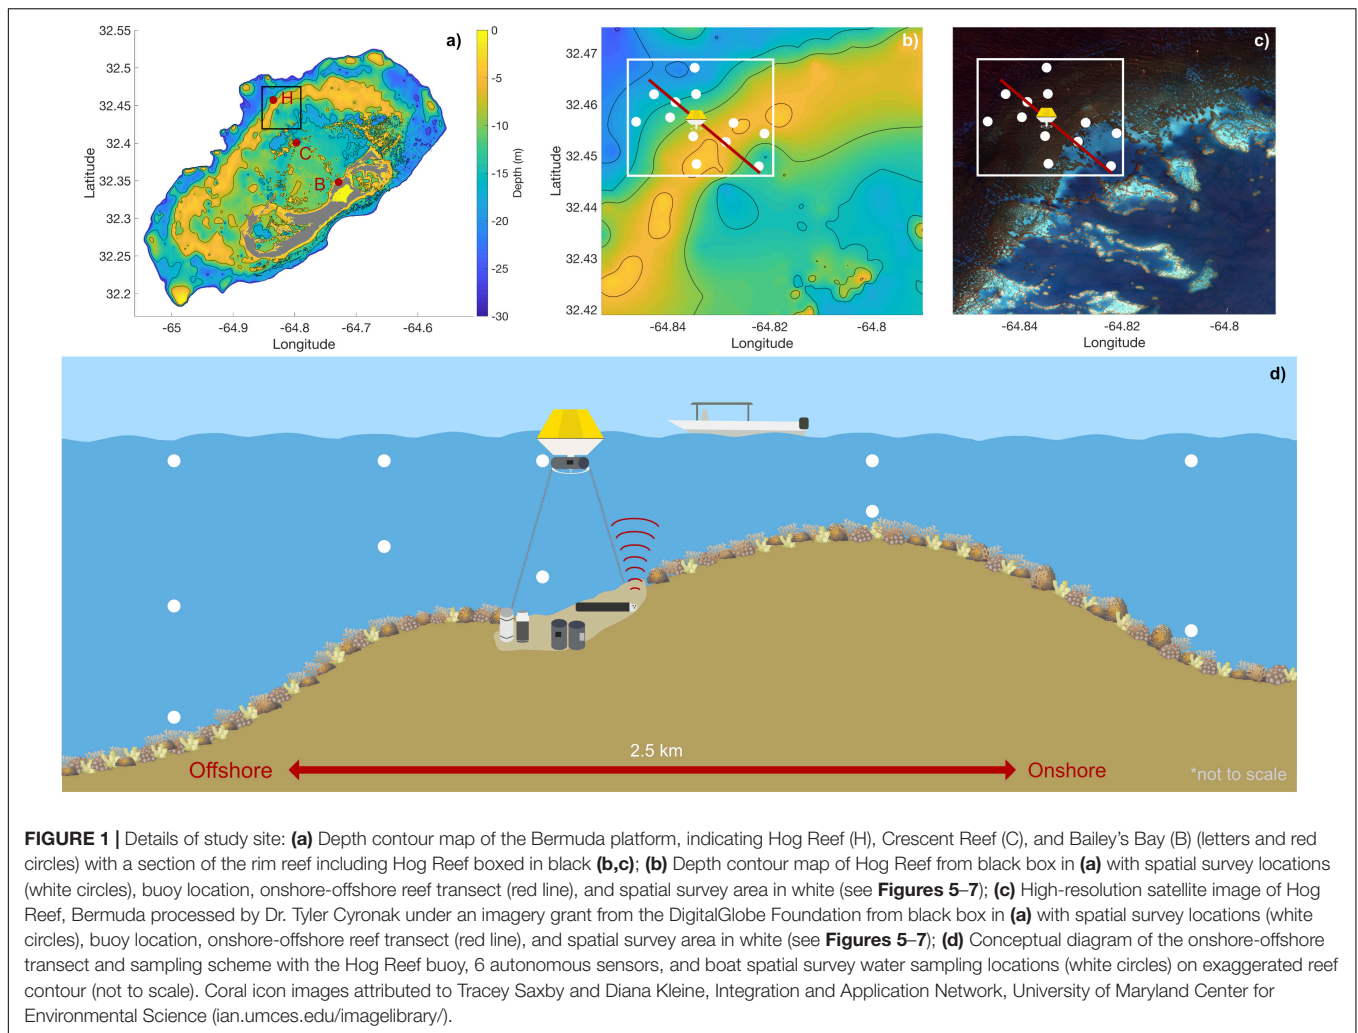 a)
32.55
32.5
32.45
32.4
32.35
32.3
32.25
32.2
Latitude
H
C
B
-65
-64.9
-64.8
-64.7
-64.6
Longitude
0
-5
-10
-15
-20
-25
-30
Depth (m)
b)
32.47
32.46
32.45
32.44
32.43
32.42
Latitude
-64.84
-64.82
-64.8
Longitude
c)
-64.84
-64.82
-64.8
Longitude
d)
2.5 km
Offshore
Onshore
*not to scale
FIGURE 1 | Details of study site: (a) Depth contour map of the Bermuda platform, indicating Hog Reef (H), Crescent Reef (C), and Bailey's Bay (B) (letters and red
circles) with a section of the rim reef including Hog Reef boxed in black (b,c); (b) Depth contour map of Hog Reef from black box in (a) with spatial survey locations
(white circles), buoy location, onshore-offshore reef transect (red line), and spatial survey area in white (see Figures 5–7); (c) High-resolution satellite image of Hog
Reef, Bermuda processed by Dr. Tyler Cyronak under an imagery grant from the DigitalGlobe Foundation from black box in (a) with spatial survey locations (white
circles), buoy location, onshore-offshore reef transect (red line), and spatial survey area in white (see Figures 5–7); (d) Conceptual diagram of the onshore-offshore
transect and sampling scheme with the Hog Reef buoy, 6 autonomous sensors, and boat spatial survey water sampling locations (white circles) on exaggerated reef
contour (not to scale). Coral icon images attributed to Tracey Saxby and Diana Kleine, Integration and Application Network, University of Maryland Center for
Environmental Science (ian.umces.edu/imagelibrary/).